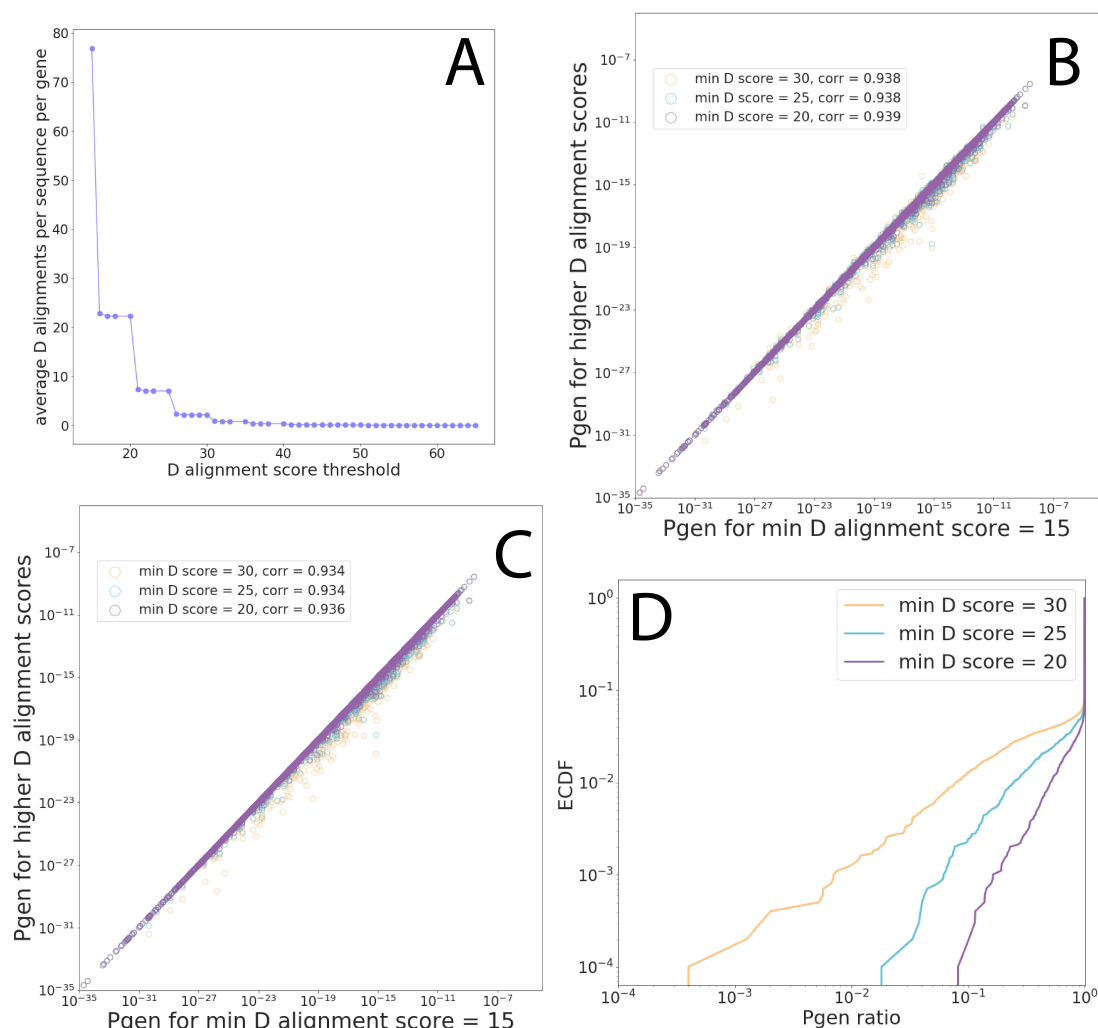 A
average D alignments per sequence per gene
80
70
60
50
40
30
20
10
0
20
30
40
50
60
D alignment score threshold
B
Pgen for higher D alignment scores
min D score = 30, corr = 0.938
min D score = 25, corr = 0.938
min D score = 20, corr = 0.939
10⁻⁷
10⁻¹¹
10⁻¹⁵
10⁻¹⁹
10⁻²³
10⁻²⁷
10⁻³¹
10⁻³⁵
10⁻³⁵
10⁻³¹
10⁻²⁷
10⁻²³
10⁻¹⁹
10⁻¹⁵
10⁻¹¹
10⁻⁷
Pgen for min D alignment score = 15
C
Pgen for higher D alignment scores
min D score = 30, corr = 0.934
min D score = 25, corr = 0.934
min D score = 20, corr = 0.936
10⁻⁷
10⁻¹¹
10⁻¹⁵
10⁻¹⁹
10⁻²³
10⁻²⁷
10⁻³¹
10⁻³⁵
10⁻³⁵
10⁻³¹
10⁻²⁷
10⁻²³
10⁻¹⁹
10⁻¹⁵
10⁻¹¹
10⁻⁷
Pgen for min D alignment score = 15
D
ECDF
min D score = 30
min D score = 25
min D score = 20
10⁰
10⁻¹
10⁻²
10⁻³
10⁻⁴
10⁻⁴
10⁻³
10⁻²
10⁻¹
10⁰
Pgen ratio